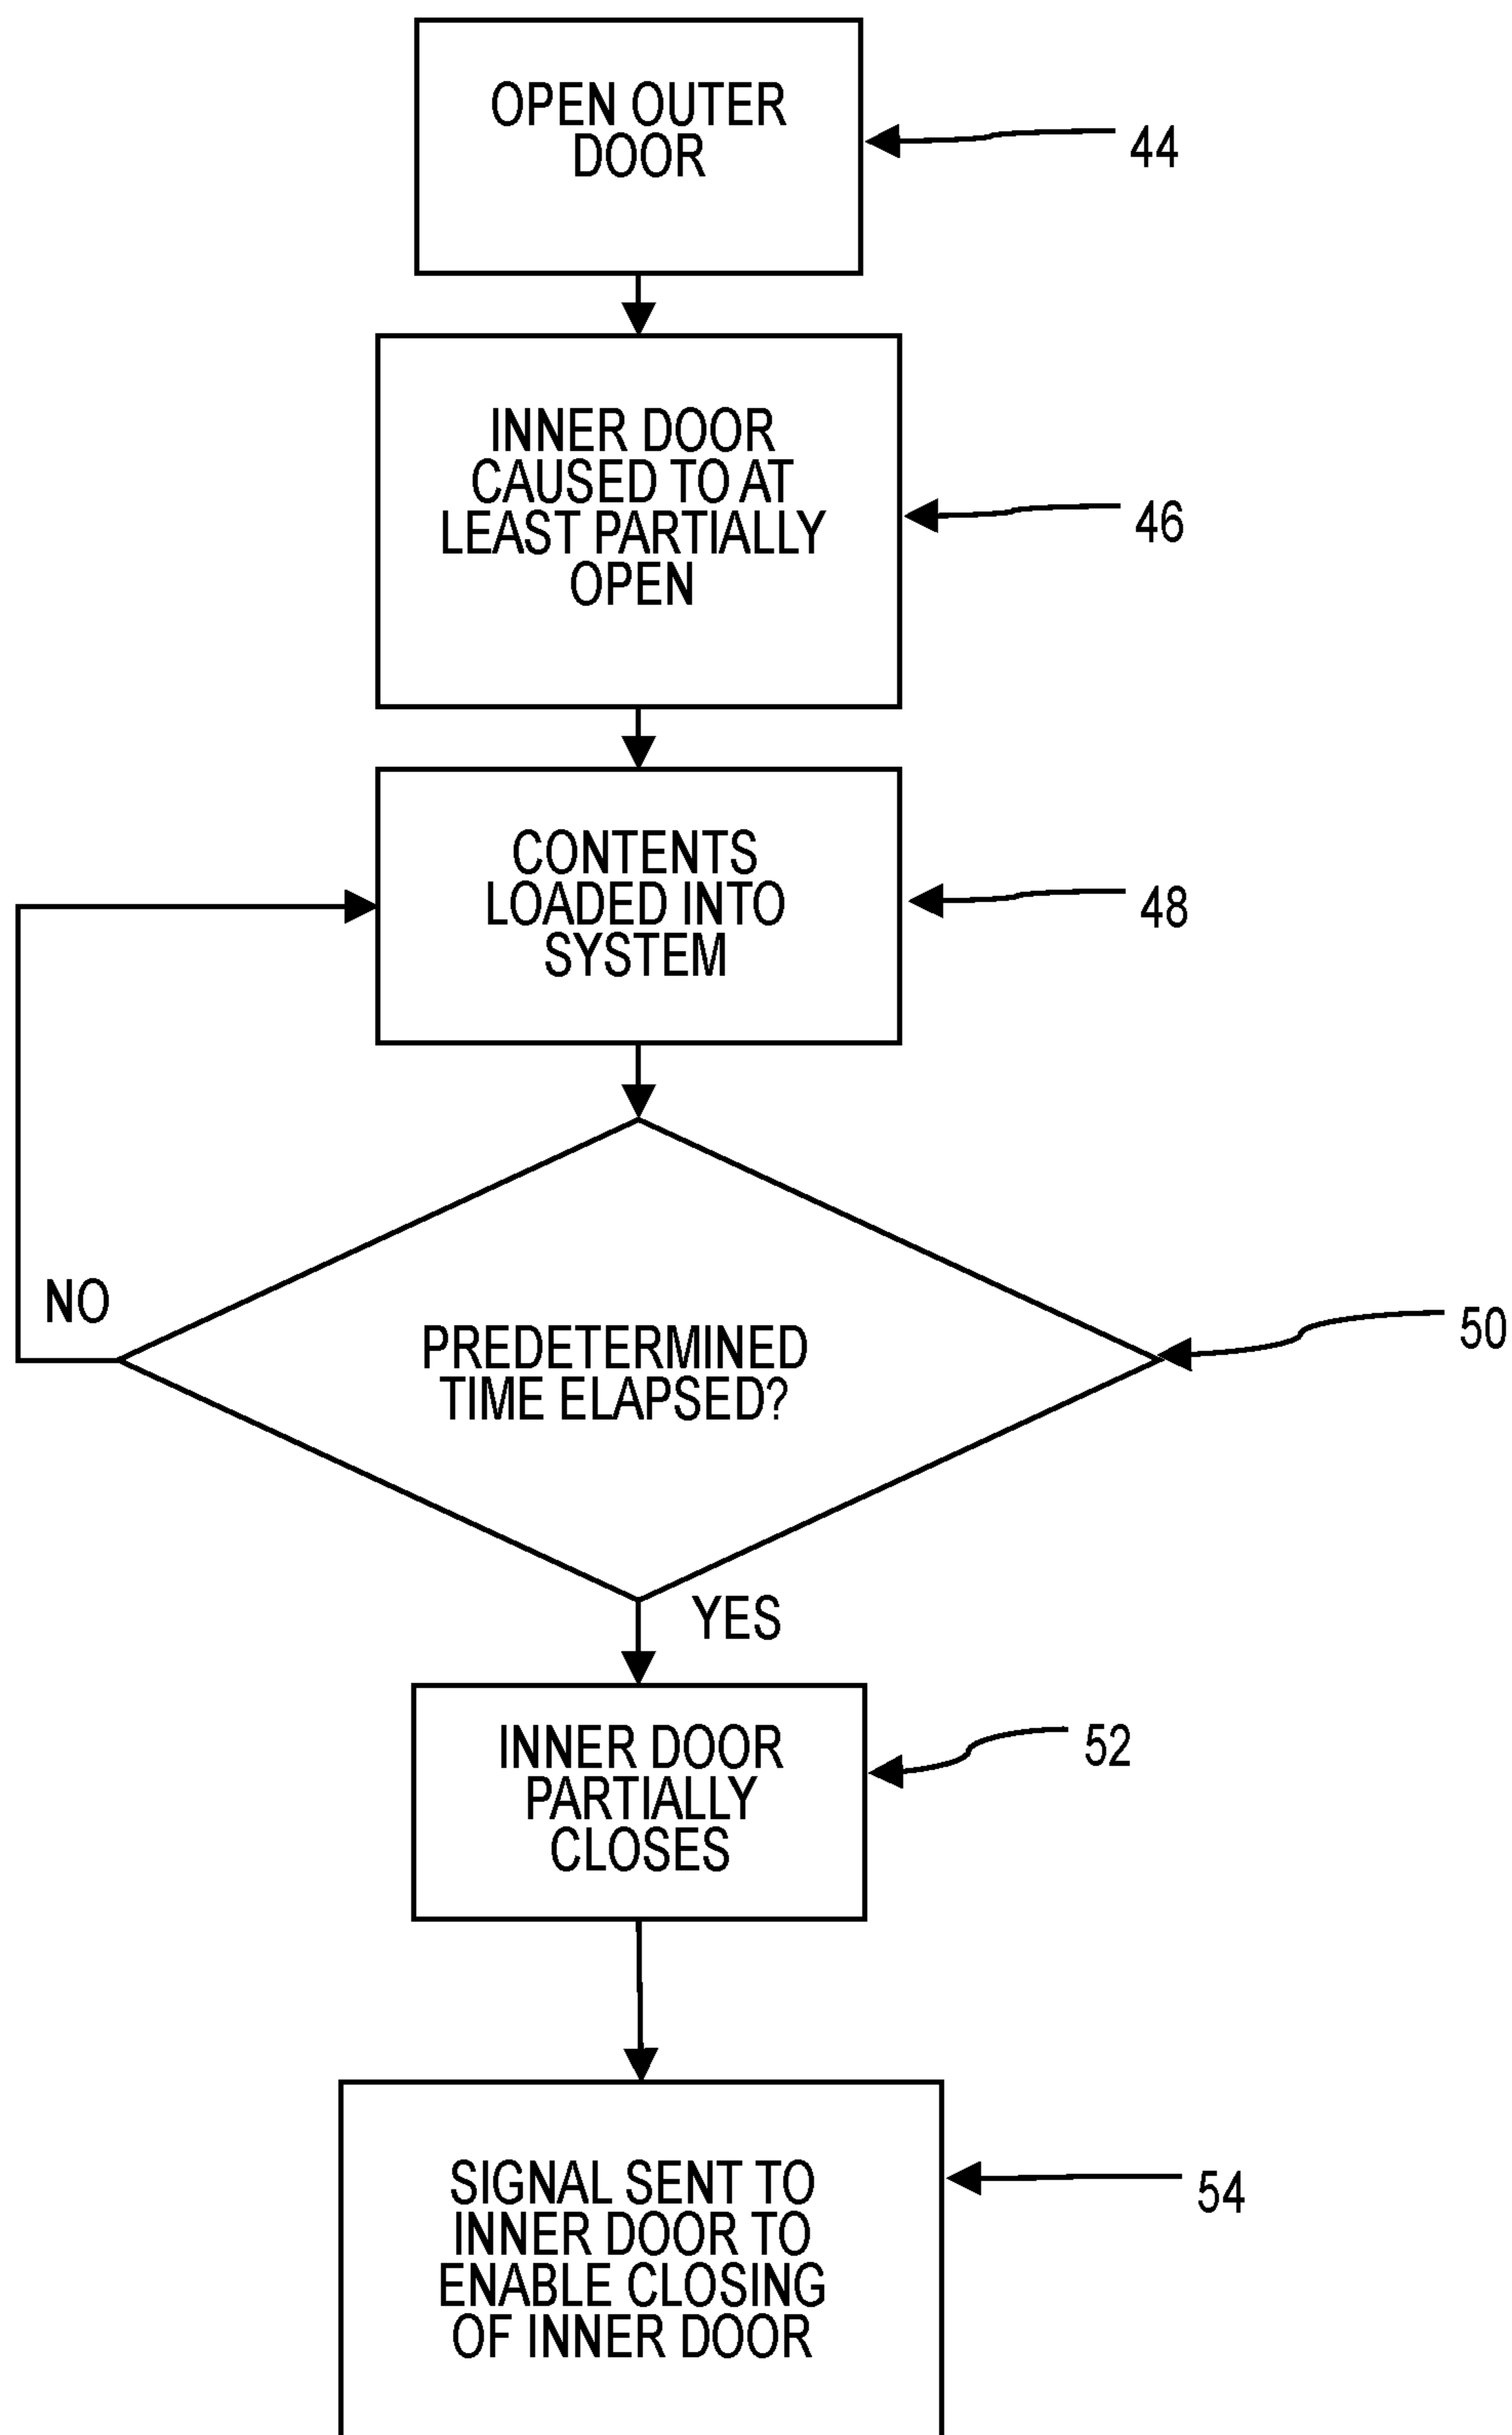 OPEN OUTER
DOOR
44
INNER DOOR
CAUSED TO AT
LEAST PARTIALLY
OPEN
46
CONTENTS
LOADED INTO
SYSTEM
48
NO
PREDETERMINED
TIME ELAPSED?
50
YES
INNER DOOR
PARTIALLY
CLOSES
52
SIGNAL SENT TO
INNER DOOR TO
ENABLE CLOSING
OF INNER DOOR
54